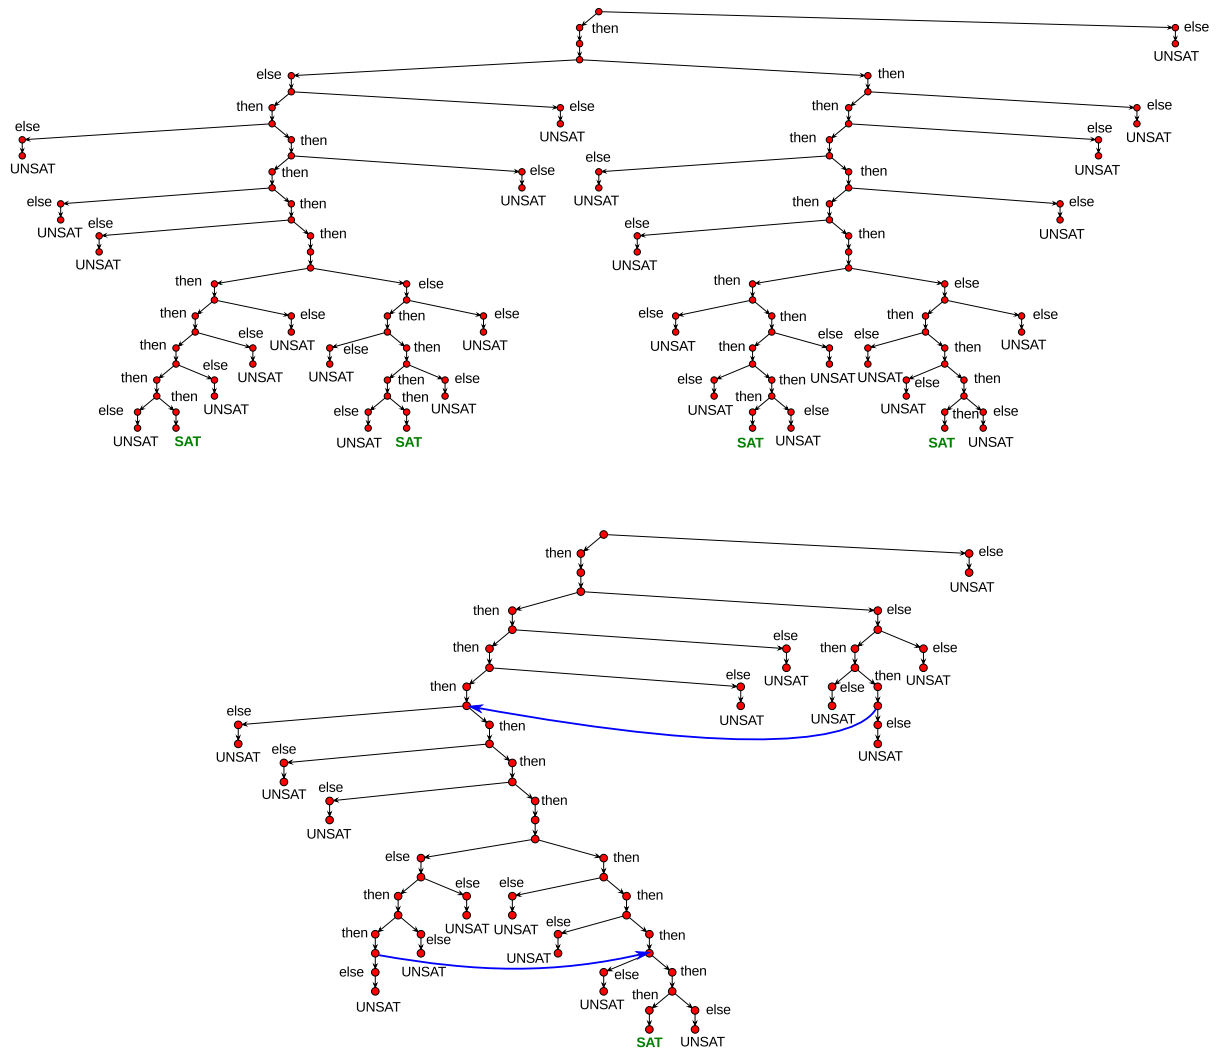 then else
UNSAT
else then
then else then else
else UNSAT UNSAT
then then else
UNSAT then else else UNSAT
UNSAT UNSAT
then then
else then then else
UNSAT else UNSAT
then else then
UNSAT UNSAT
then else then else
then else then else else then then else
UNSAT UNSAT UNSAT UNSAT
then else else then then else else then
UNSAT UNSAT UNSAT UNSAT
then else then else else then else then
UNSAT UNSAT UNSAT UNSAT
else then else then then else then else
UNSAT SAT UNSAT SAT SAT UNSAT SAT UNSAT
then else
UNSAT
then else
then else then else
UNSAT UNSAT
then else else then
UNSAT UNSAT
else then else
UNSAT UNSAT
else then
UNSAT
else then
UNSAT
else then
then else else then
UNSAT UNSAT
then else else then
UNSAT UNSAT
else else then
UNSAT UNSAT
then else
SAT UNSAT